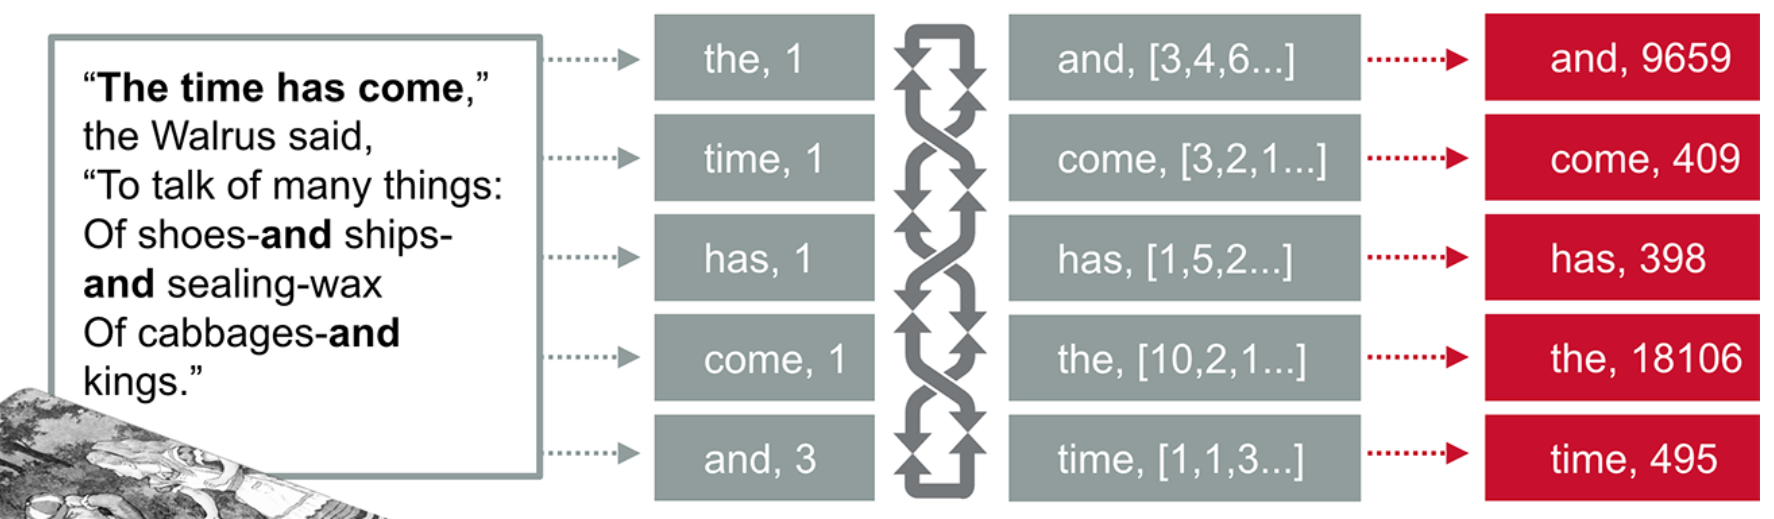 “The time has come,”
the Walrus said,
“To talk of many things:
Of shoes-and ships-
and sealing-wax
Of cabbages-and
kings.”
the, 1
time, 1
has, 1
come, 1
and, 3
and, [3,4,6...]
come, [3,2,1...]
has, [1,5,2...]
the, [10,2,1...]
time, [1,1,3...]
and, 9659
come, 409
has, 398
the, 18106
time, 495